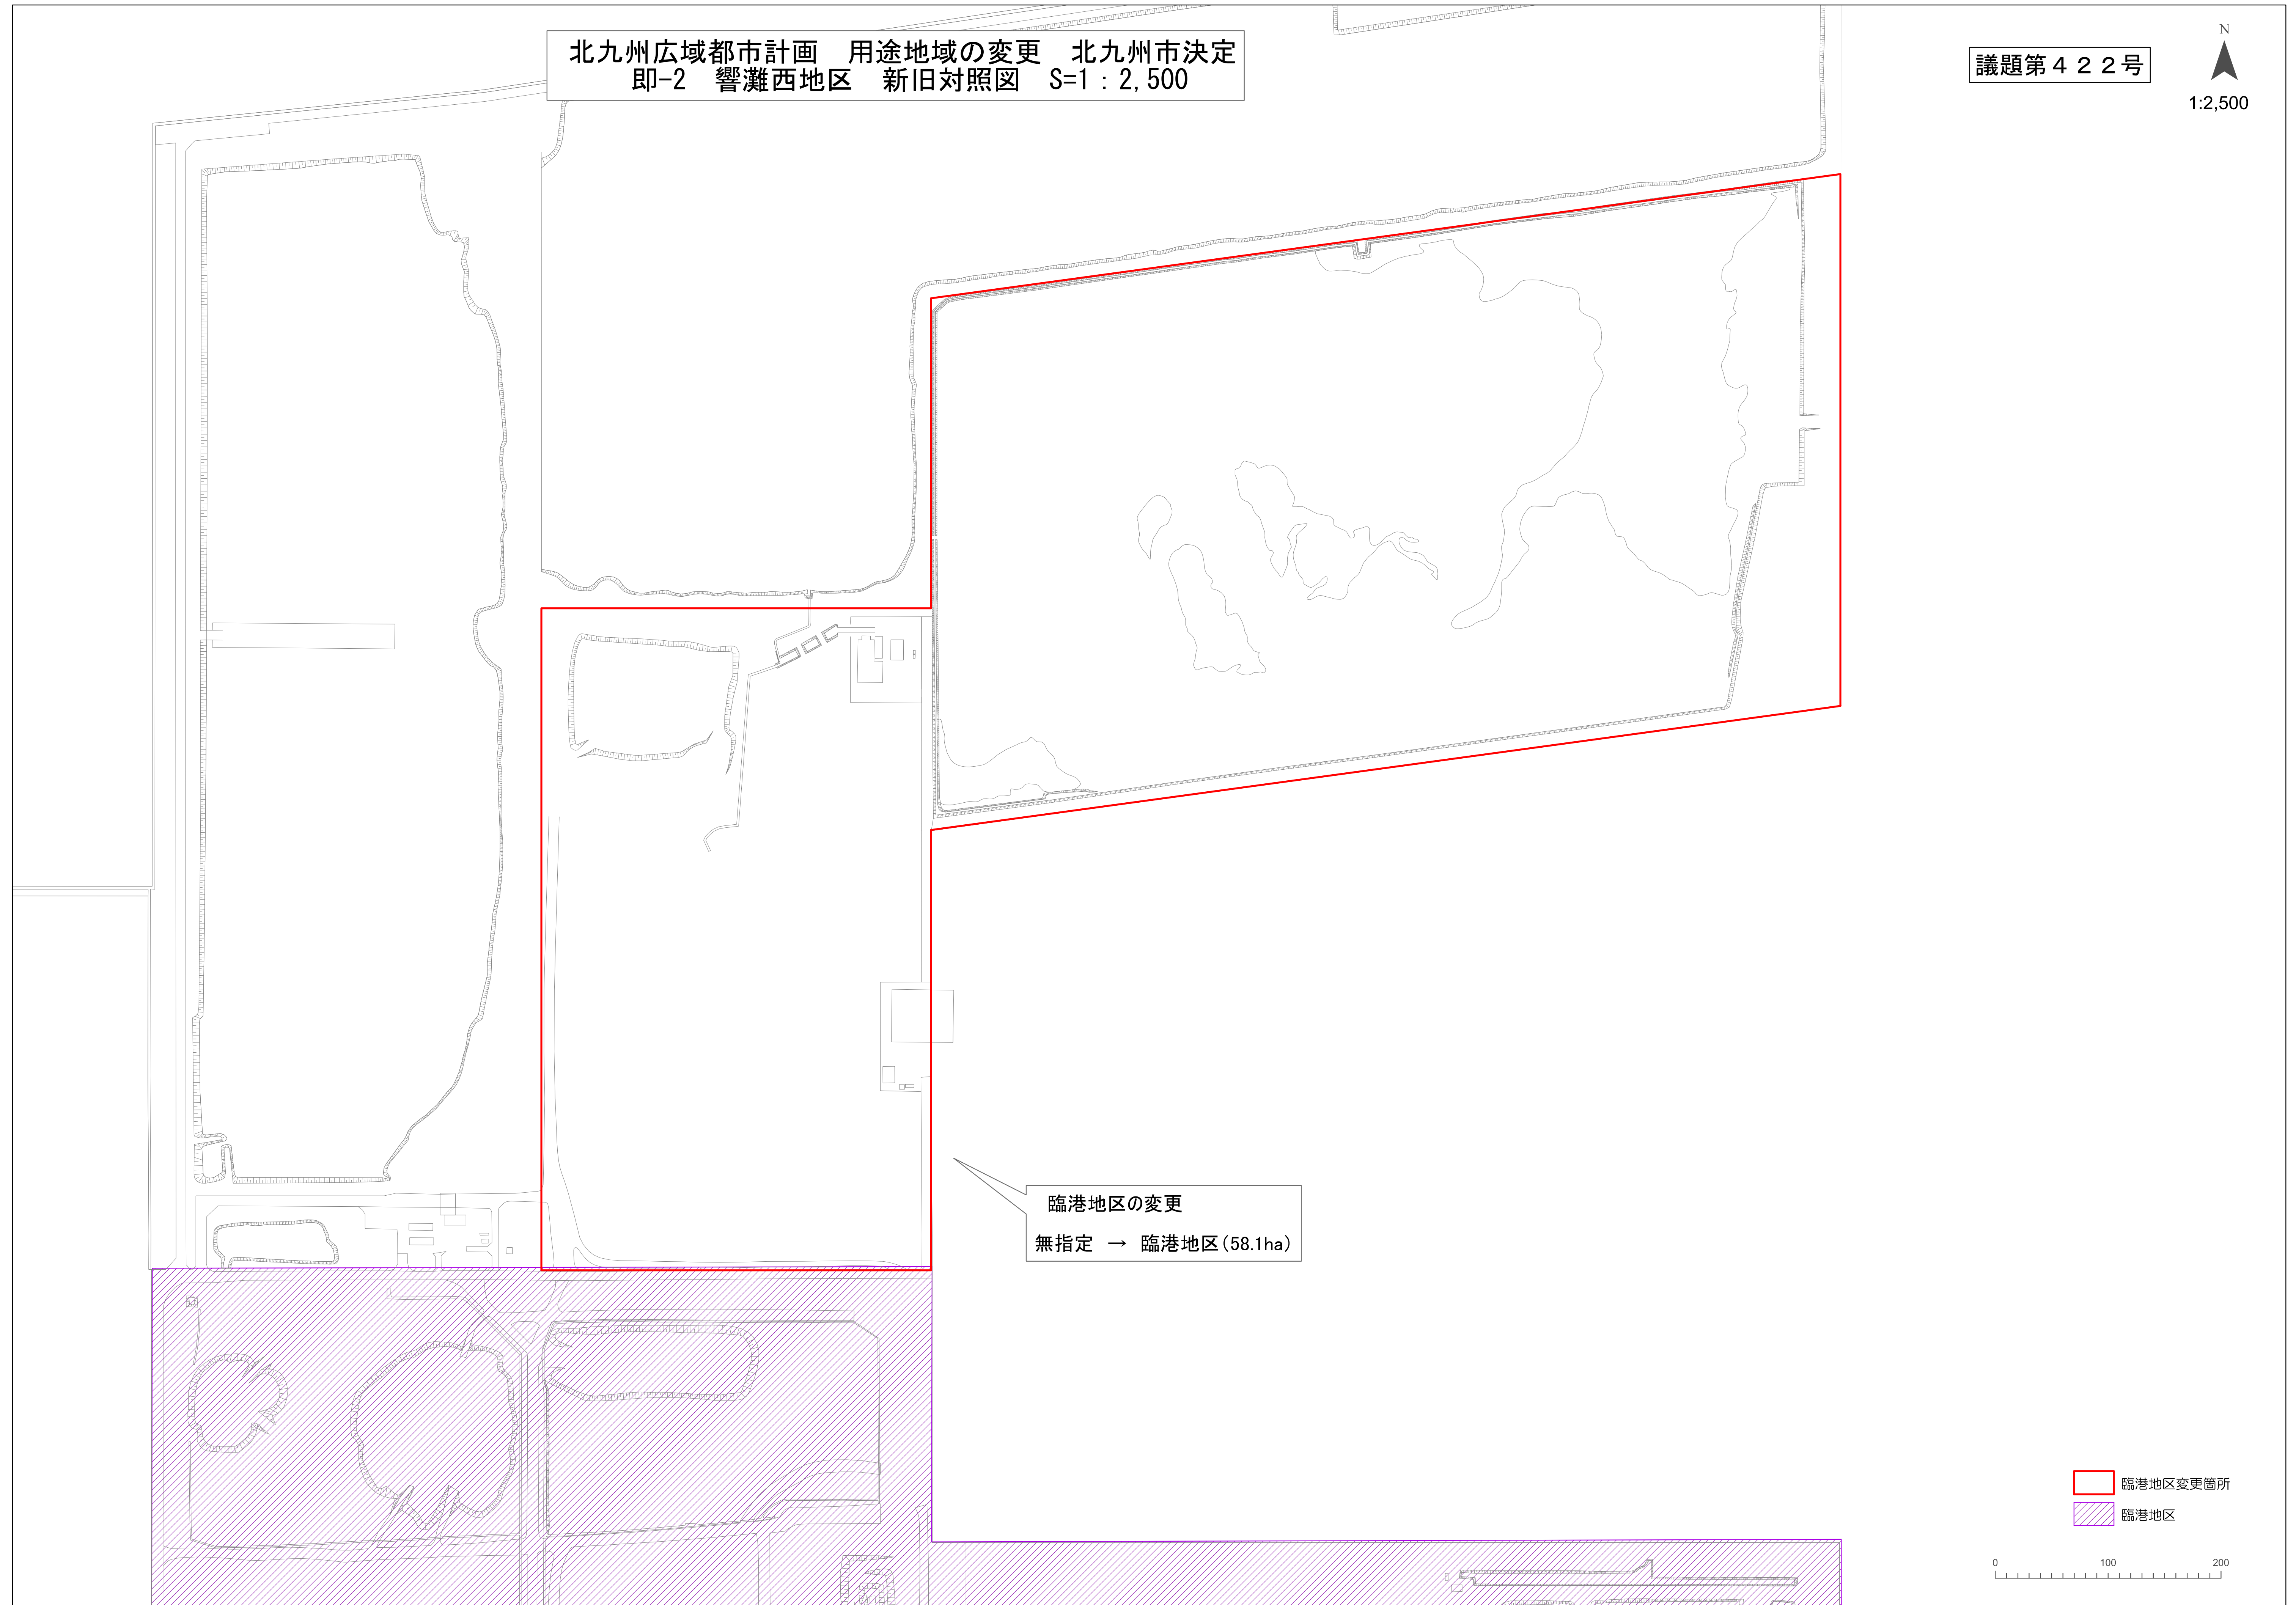 北九州広域都市計画　用途地域の変更　北九州市決定
即-2　響灘西地区　新旧対照図　S=1：2,500
議題第４２２号
N
1:2,500
臨港地区の変更
無指定 → 臨港地区(58.1ha)
臨港地区変更箇所
臨港地区
0 100 200